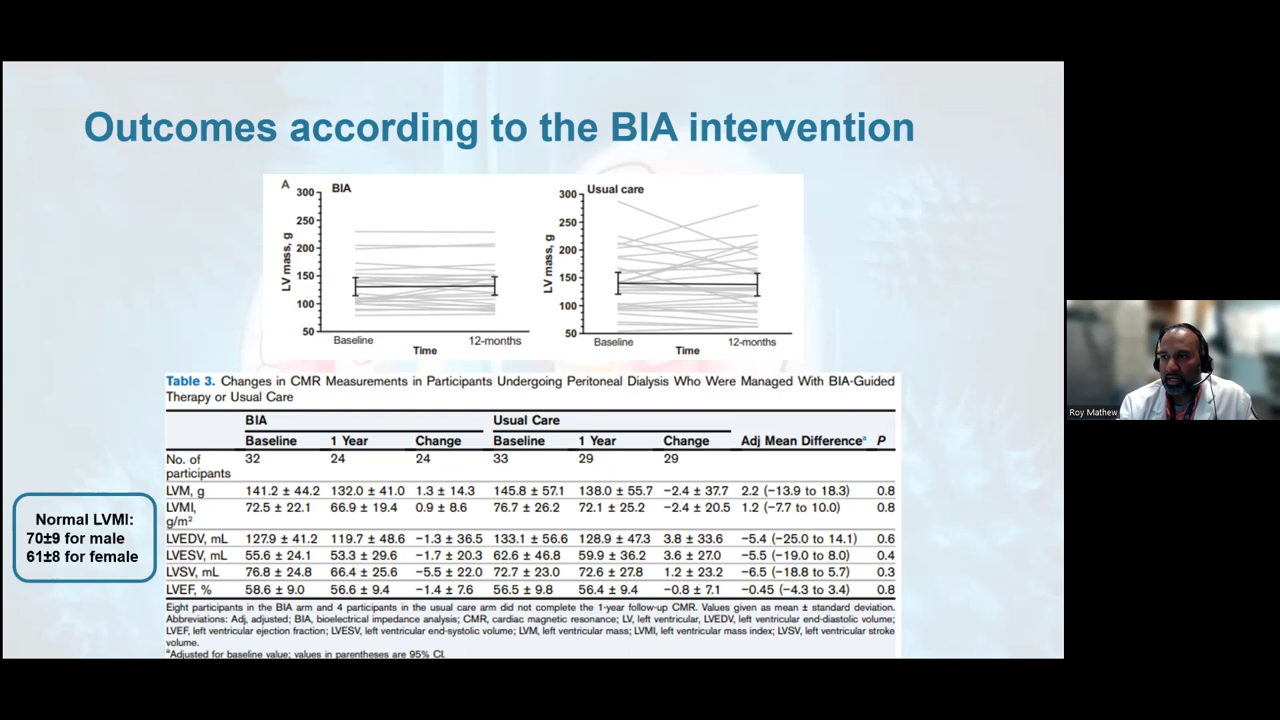 Outcomes according to the BIA intervention
A
BIA
300
250
200
150
100
50
LV mass, g
Baseline
12-months
Time
Usual care
300
250
200
150
100
50
LV mass, g
Baseline
12-months
Time
Table 3. Changes in CMR Measurements in Participants Undergoing Peritoneal Dialysis Who Were Managed With BIA-Guided
Therapy or Usual Care
BIA Usual Care
Baseline 1 Year Change Baseline 1 Year Change Adj Mean Differenceᵃ P
No. of participants 32 24 24 33 29 29
LVM, g 141.2 ± 44.2 132.0 ± 41.0 1.3 ± 14.3 145.8 ± 57.1 138.0 ± 55.7 −2.4 ± 37.7 2.2 (−13.9 to 18.3) 0.8
LVMI, g/m² 72.5 ± 22.1 66.9 ± 19.4 0.9 ± 8.6 76.7 ± 26.2 72.1 ± 25.2 −2.4 ± 20.5 1.2 (−7.7 to 10.0) 0.8
LVEDV, mL 127.9 ± 41.2 119.7 ± 48.6 −1.3 ± 36.5 133.1 ± 56.6 128.9 ± 47.3 3.8 ± 33.6 −5.4 (−25.0 to 14.1) 0.6
LVESV, mL 55.6 ± 24.1 53.3 ± 29.6 −1.7 ± 20.3 62.6 ± 46.8 59.9 ± 36.2 3.6 ± 27.0 −5.5 (−19.0 to 8.0) 0.4
LVSV, mL 76.8 ± 24.8 66.4 ± 25.6 −5.5 ± 22.0 72.7 ± 23.0 72.6 ± 27.8 1.2 ± 23.2 −6.5 (−18.8 to 5.7) 0.3
LVEF, % 58.6 ± 9.0 56.6 ± 9.4 −1.4 ± 7.6 56.5 ± 9.8 56.4 ± 9.4 −0.8 ± 7.1 −0.45 (−4.3 to 3.4) 0.8
Eight participants in the BIA arm and 4 participants in the usual care arm did not complete the 1-year follow-up CMR. Values given as mean ± standard deviation.
Abbreviations: Adj, adjusted; BIA, bioelectrical impedance analysis; CMR, cardiac magnetic resonance; LV, left ventricular, LVEDV, left ventricular end-diastolic volume;
LVEF, left ventricular ejection fraction; LVESV, left ventricular end-systolic volume; LVM, left ventricular mass; LVMI, left ventricular mass index; LVSV, left ventricular stroke
volume.
ᵃAdjusted for baseline value; values in parentheses are 95% CI.
Normal LVMI:
70±9 for male
61±8 for female
Roy Mathew